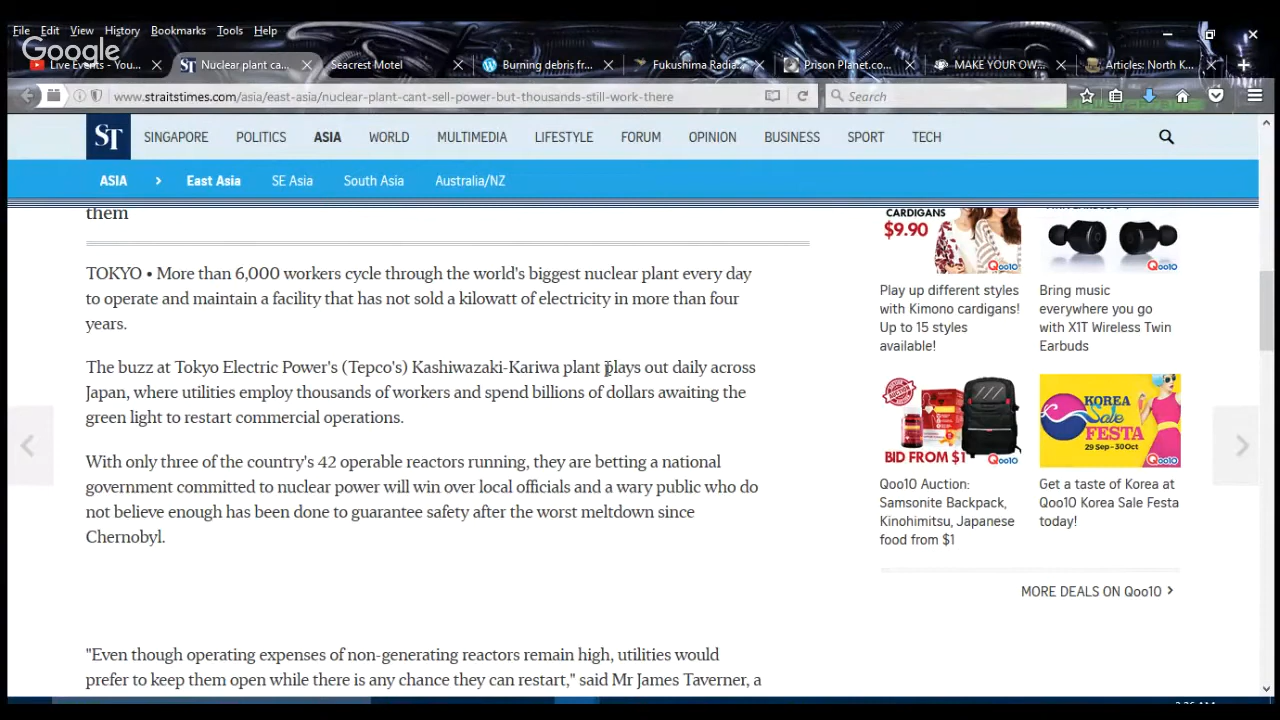 File Edit View History Bookmarks Tools Help
Google
Live Events - You...
ST Nuclear plant ca...
Seacrest Motel
Burning debris fr...
Fukushima Radia...
Prison Planet.co...
MAKE YOUR OW...
Articles: North K...
www.straitstimes.com/asia/east-asia/nuclear-plant-cant-sell-power-but-thousands-still-work-there
Search
ST SINGAPORE POLITICS ASIA WORLD MULTIMEDIA LIFESTYLE FORUM OPINION BUSINESS SPORT TECH
ASIA East Asia SE Asia South Asia Australia/NZ
them
TOKYO • More than 6,000 workers cycle through the world's biggest nuclear plant every day
to operate and maintain a facility that has not sold a kilowatt of electricity in more than four
years.
The buzz at Tokyo Electric Power's (Tepco's) Kashiwazaki-Kariwa plant plays out daily across
Japan, where utilities employ thousands of workers and spend billions of dollars awaiting the
green light to restart commercial operations.
With only three of the country's 42 operable reactors running, they are betting a national
government committed to nuclear power will win over local officials and a wary public who do
not believe enough has been done to guarantee safety after the worst meltdown since
Chernobyl.
"Even though operating expenses of non-generating reactors remain high, utilities would
prefer to keep them open while there is any chance they can restart," said Mr James Taverner, a
CARDIGANS
$9.90
Qoo10
Play up different styles
with Kimono cardigans!
Up to 15 styles
available!
Qoo10
Bring music
everywhere you go
with X1T Wireless Twin
Earbuds
BID FROM $1
Qoo10
Qoo10 Auction:
Samsonite Backpack,
Kinohimitsu, Japanese
food from $1
KOREA
Sale
FESTA
29 Sep - 30 Oct
Qoo10
Get a taste of Korea at
Qoo10 Korea Sale Festa
today!
MORE DEALS ON Qoo10